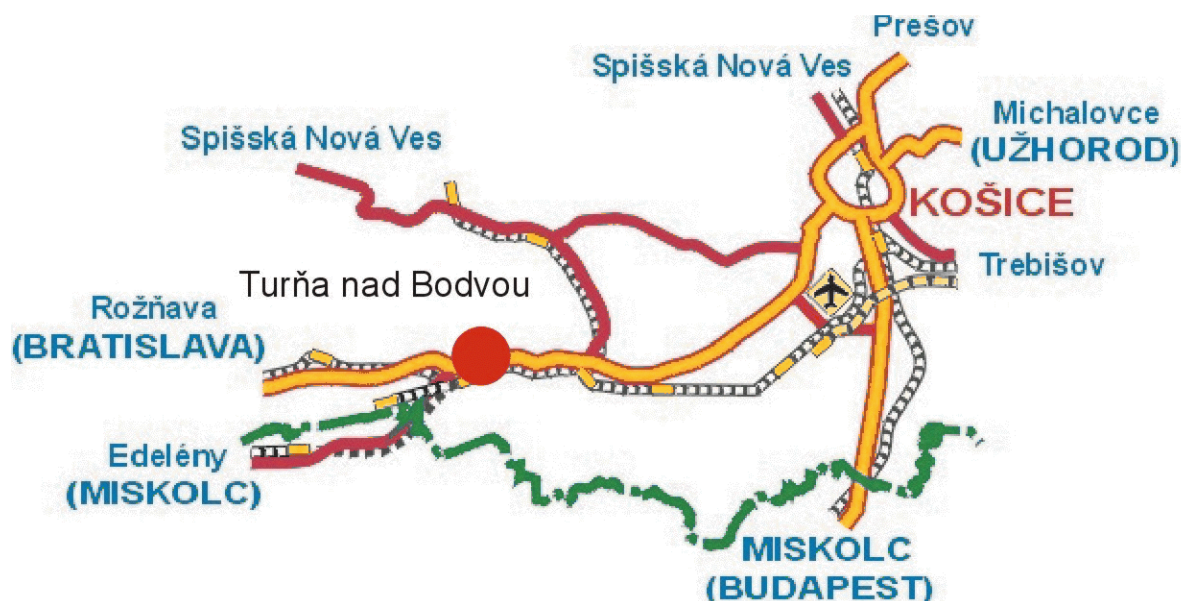 Prešov
Spišská Nová Ves
Michalovce
(UŽHOROD)
Spišská Nová Ves
KOŠICE
Trebišov
Turňa nad Bodvou
Rožňava
(BRATISLAVA)
Edelény
(MISKOLC)
MISKOLC
(BUDAPEST)